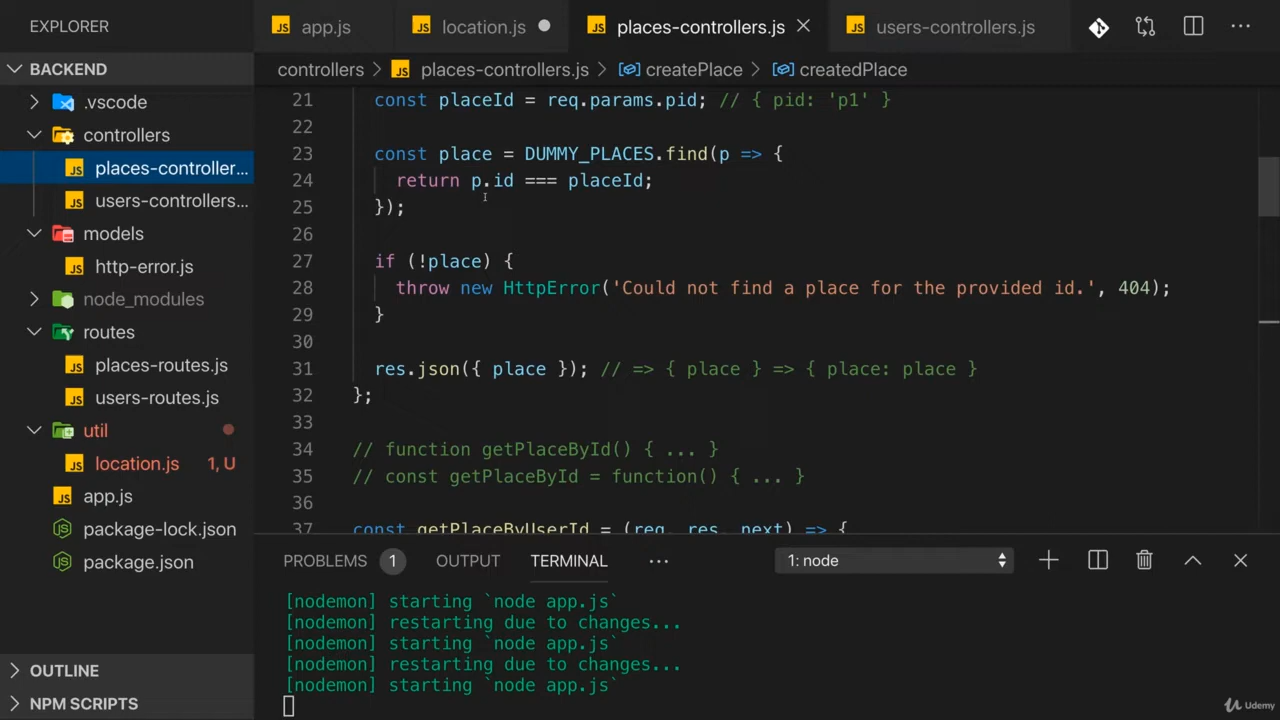 EXPLORER
app.js
location.js
places-controllers.js
users-controllers.js
BACKEND
controllers > places-controllers.js > createPlace > createdPlace
.vscode
controllers
places-controller...
users-controllers...
models
http-error.js
node_modules
routes
places-routes.js
users-routes.js
util
location.js 1, U
app.js
package-lock.json
package.json
OUTLINE
NPM SCRIPTS
21 const placeId = req.params.pid; // { pid: 'p1' }
22
23 const place = DUMMY_PLACES.find(p => {
24 return p.id === placeId;
25 });
26
27 if (!place) {
28 throw new HttpError('Could not find a place for the provided id.', 404);
29 }
30
31 res.json({ place }); // => { place } => { place: place }
32 };
33
34 // function getPlaceById() { ... }
35 // const getPlaceById = function() { ... }
36
37 const getPlaceByUserId = (req, res, next) => {
PROBLEMS 1 OUTPUT TERMINAL ... 1: node
[nodemon] starting `node app.js`
[nodemon] restarting due to changes...
[nodemon] starting `node app.js`
[nodemon] restarting due to changes...
[nodemon] starting `node app.js`
Udemy